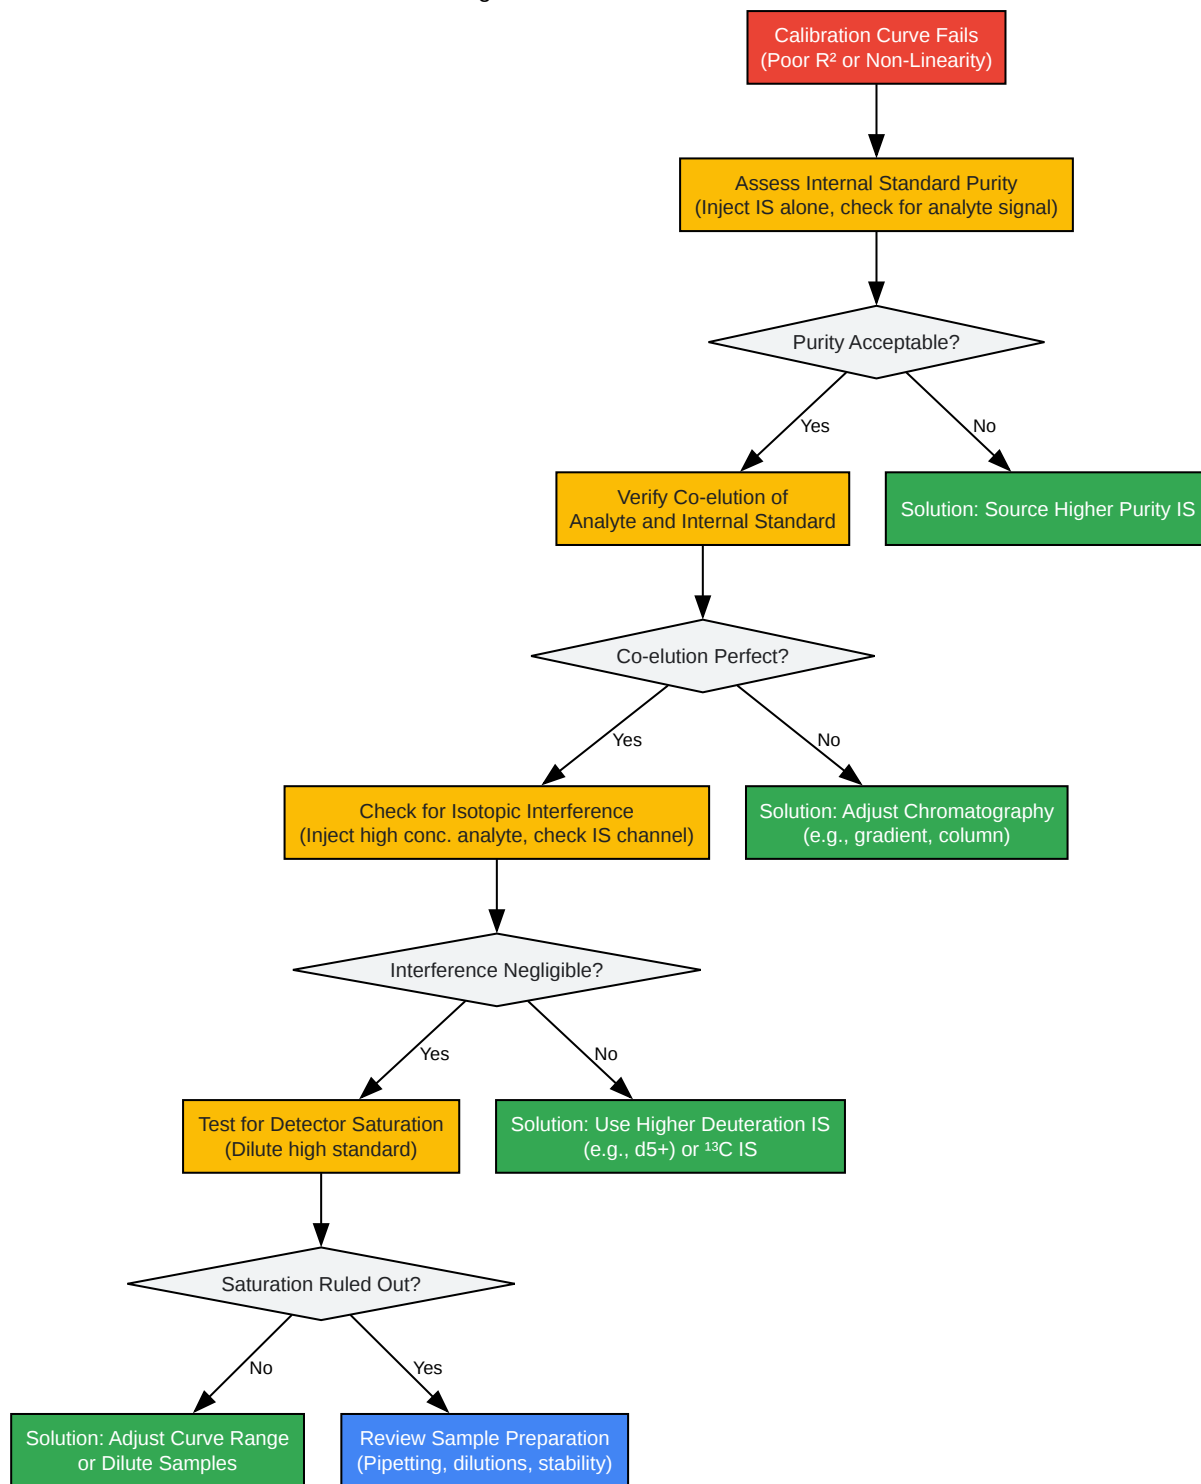 Calibration Curve Fails
(Poor R² or Non-Linearity)
Assess Internal Standard Purity
(Inject IS alone, check for analyte signal)
Purity Acceptable?
Yes
No
Verify Co-elution of
Analyte and Internal Standard
Solution: Source Higher Purity IS
Co-elution Perfect?
Yes
No
Check for Isotopic Interference
(Inject high conc. analyte, check IS channel)
Solution: Adjust Chromatography
(e.g., gradient, column)
Interference Negligible?
Yes
No
Test for Detector Saturation
(Dilute high standard)
Solution: Use Higher Deuteration IS
(e.g., d5+) or ¹³C IS
Saturation Ruled Out?
No
Yes
Solution: Adjust Curve Range
or Dilute Samples
Review Sample Preparation
(Pipetting, dilutions, stability)